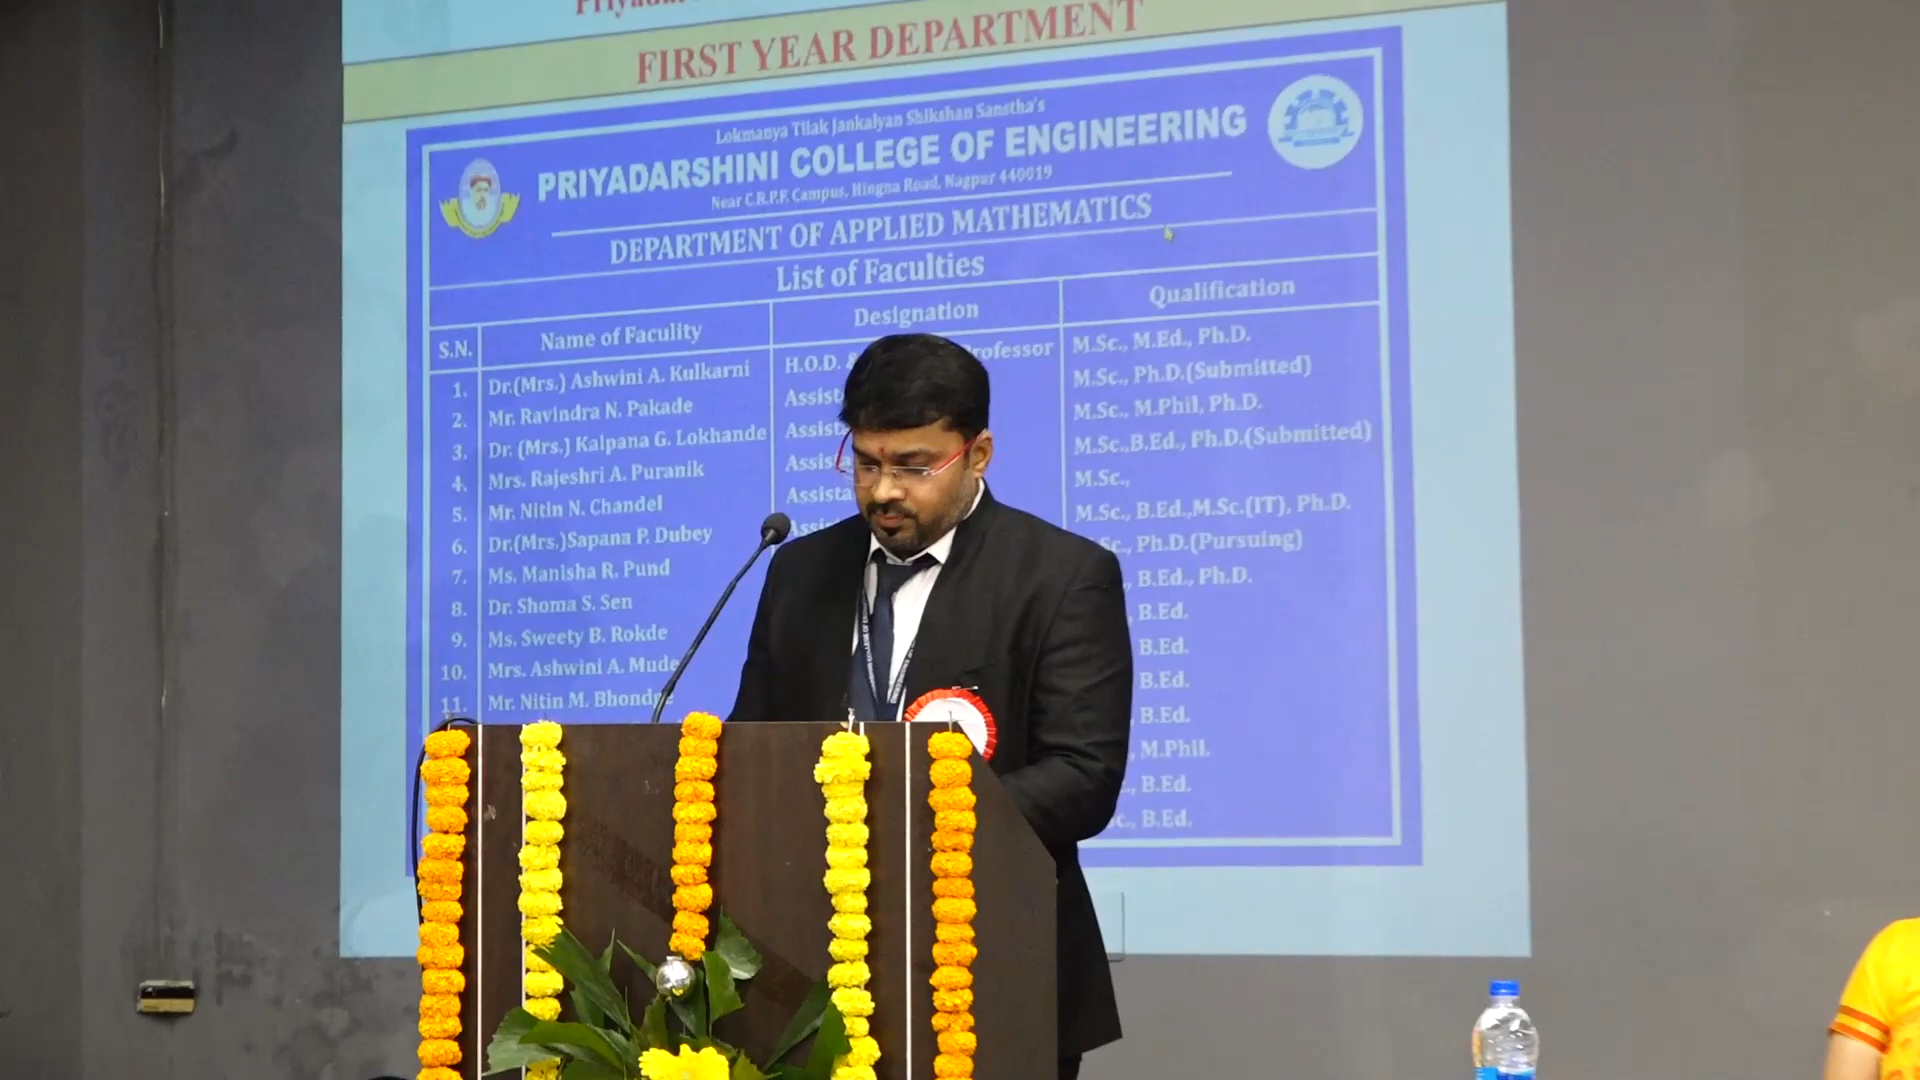 FIRST YEAR DEPARTMENT
Lokmanya Tilak Jankalyan Shikshan Sanstha's
PRIYADARSHINI COLLEGE OF ENGINEERING
Near C.R.P.F. Campus, Hingna Road, Nagpur 440019
DEPARTMENT OF APPLIED MATHEMATICS
List of Faculties
S.N. Name of Faculity Designation Qualification
1. Dr.(Mrs.) Ashwini A. Kulkarni H.O.D. & Professor M.Sc., M.Ed., Ph.D.
2. Mr. Ravindra N. Pakade M.Sc., Ph.D.(Submitted)
3. Dr. (Mrs.) Kalpana G. Lokhande M.Sc., M.Phil, Ph.D.
4. Mrs. Rajeshri A. Puranik M.Sc.,B.Ed., Ph.D.(Submitted)
5. Mr. Nitin N. Chandel M.Sc.,
6. Dr.(Mrs.)Sapana P. Dubey M.Sc., B.Ed.,M.Sc.(IT), Ph.D.
7. Ms. Manisha R. Pund Ph.D.(Pursuing)
8. Dr. Shoma S. Sen B.Ed., Ph.D.
9. Ms. Sweety B. Rokde B.Ed.
10. Mrs. Ashwini A. Mude B.Ed.
11. Mr. Nitin M. B.Ed.
B.Ed.
M.Phil.
B.Ed.
B.Ed.